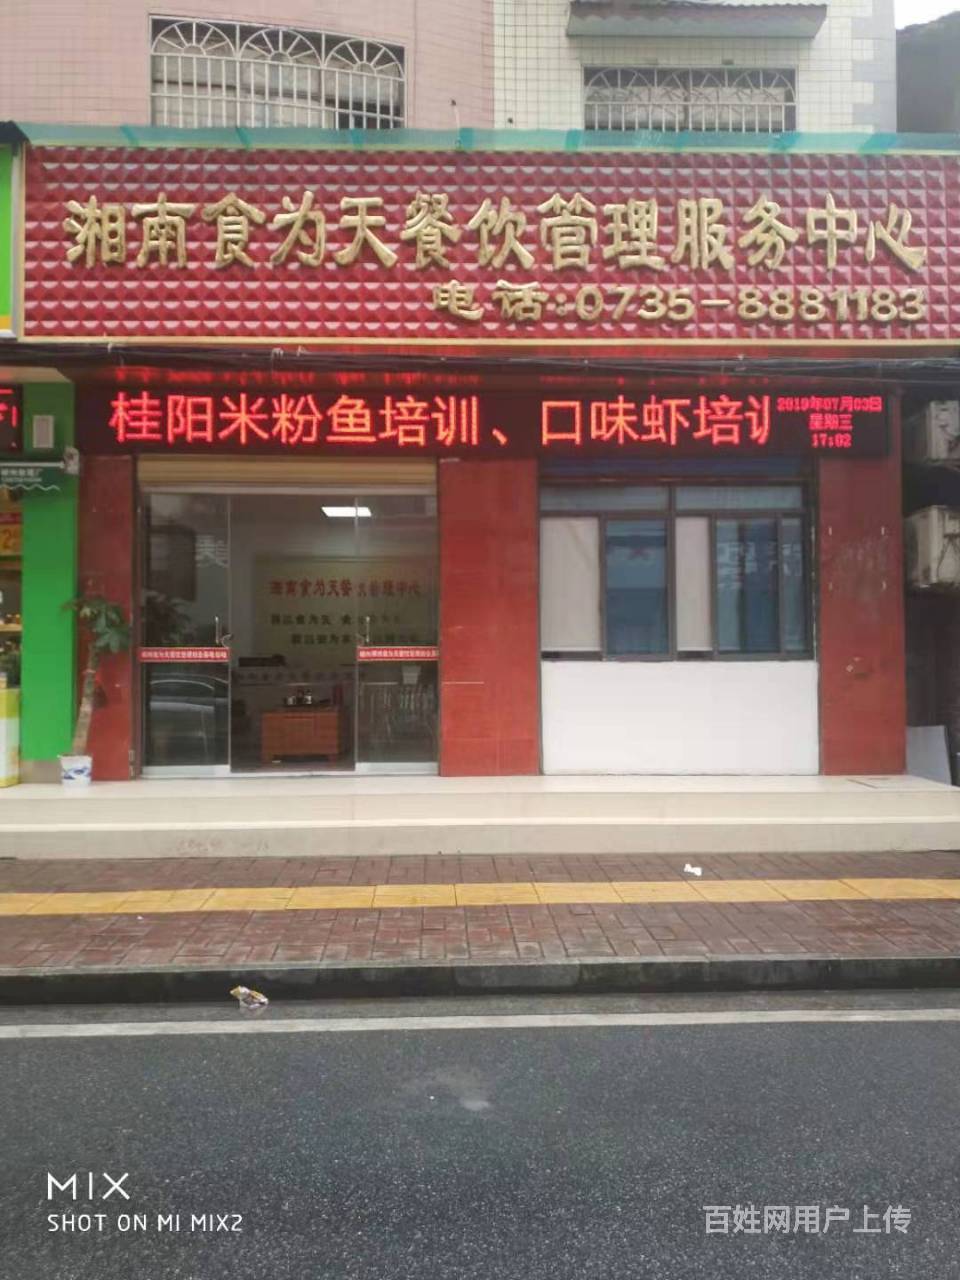 湘南食为天餐饮管理服务中心
电话:0735-8881183
桂阳米粉鱼培训、口味虾培训
2019年07月03日
星期三
17:02
MIX
SHOT ON MI MIX2
百姓网用户上传